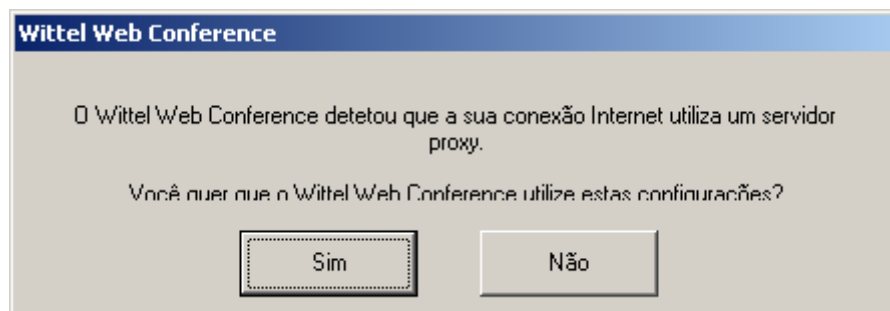 Wittel Web Conference
O Wittel Web Conference detetou que a sua conexão Internet utiliza um servidor
proxy.
Você quer que o Wittel Web Conference utilize estas configurações?
Sim
Não